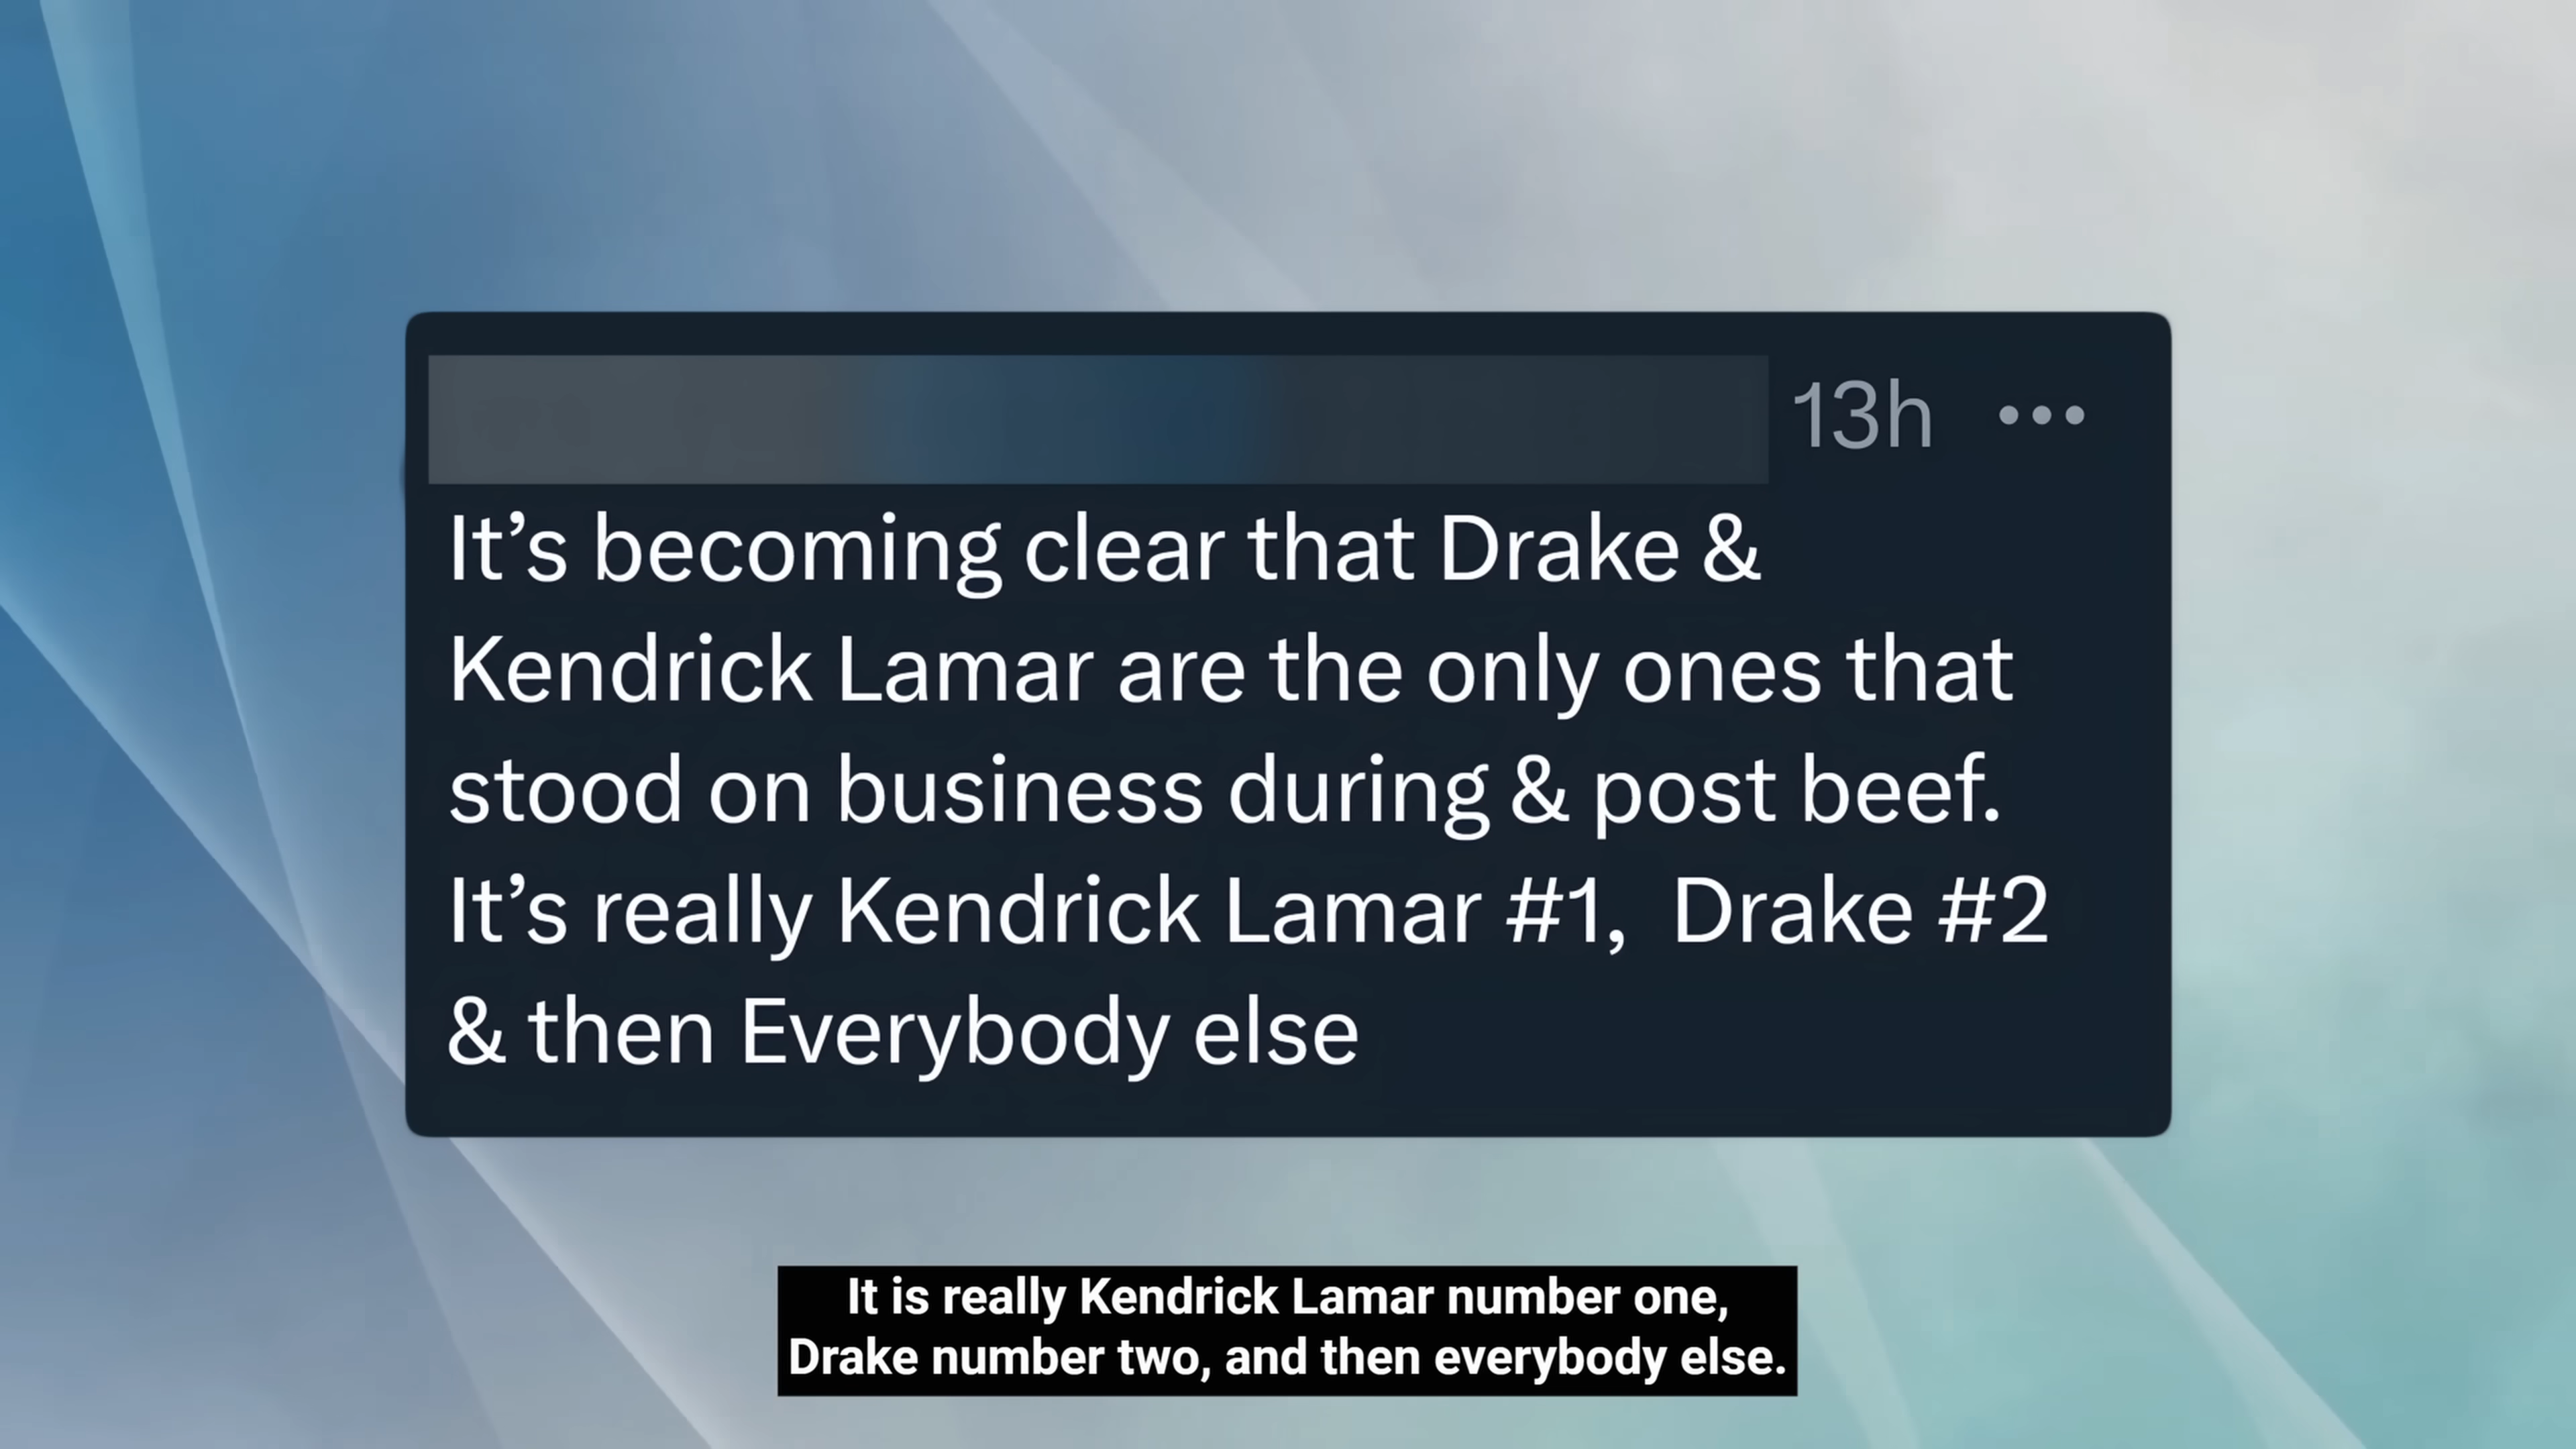 13h ...
It’s becoming clear that Drake &
Kendrick Lamar are the only ones that
stood on business during & post beef.
It’s really Kendrick Lamar #1,  Drake #2
& then Everybody else
It is really Kendrick Lamar number one,
Drake number two, and then everybody else.